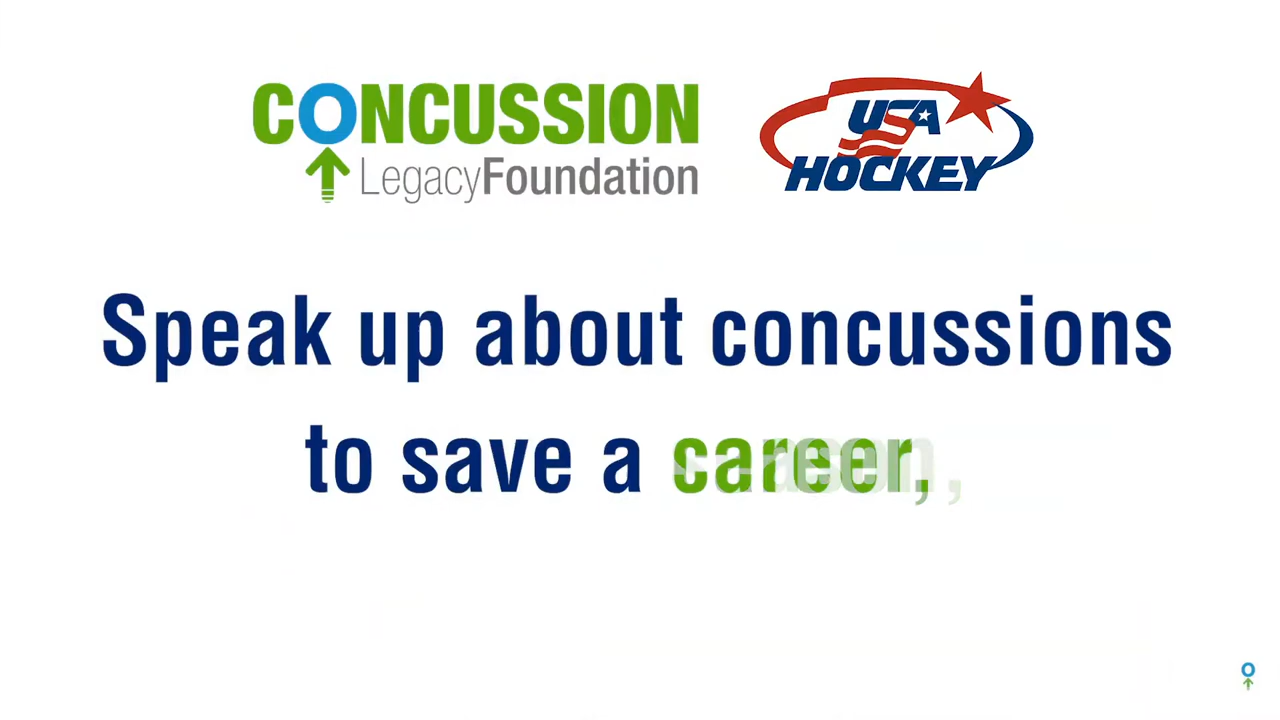 CONCUSSION
LegacyFoundation
USA
HOCKEY
Speak up about concussions
to save a career,